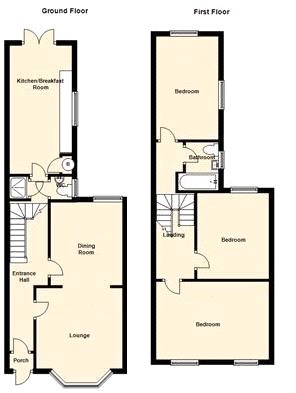 Ground Floor
First Floor
Kitchen/Breakfast
Room
WC
Dining
Room
Entrance
Hall
Lounge
Porch
Bedroom
Bathroom
Landing
Bedroom
Bedroom